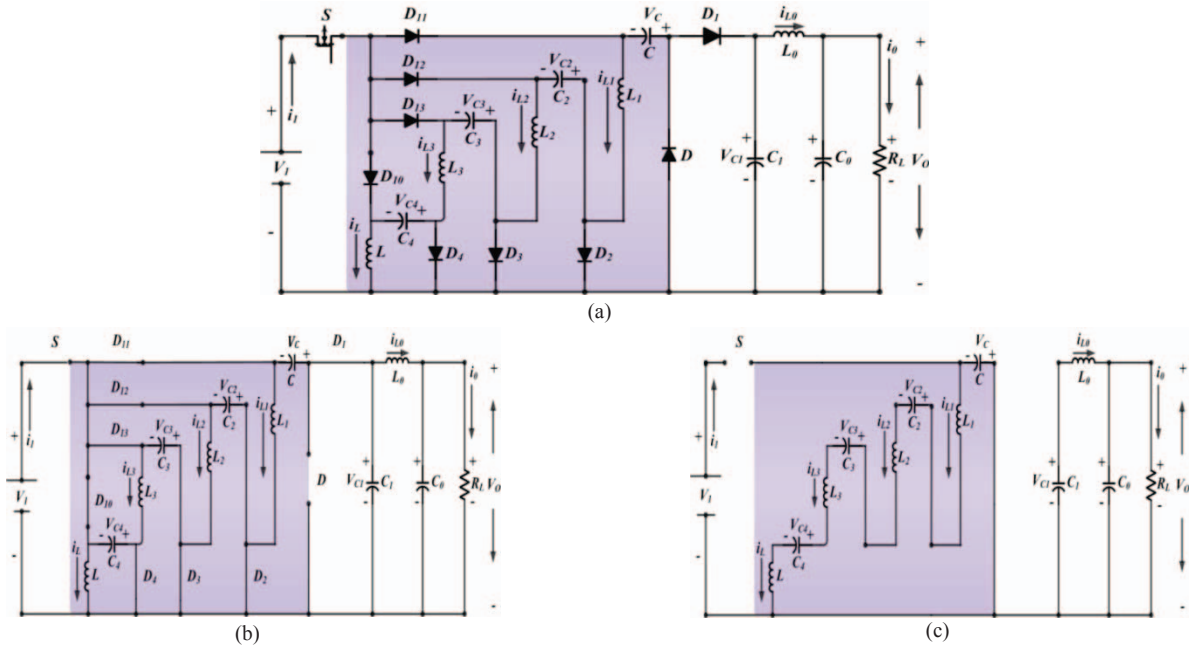 S D11 VC D1 iL0
- + C L0 i0 +
D12 VC2 iL1
- + C2 L1
+ i1 D13 VC3 iL2
- + C3 L2
iL3 L3 D + VC1 C1 - + C0 - + RL - VO
VI D10
VC4
- + C4
- iL L D4 D3 D2 -
(a)
S D11 VC D1 iL0
- + C L0 i0 +
D12 VC2 iL1
- + C2 L1
i1 D13 VC3 iL2
- + C3 L2
+ iL3 L3 D + VC1 C1 - + C0 - + RL - VO
VI D10
VC4
- + C4
- iL L D4 D3 D2 -
(b)
S VC iL0
- + C L0 i0 +
VC2 iL1
- + C2 L1
i1 VC3 iL2
- + C3 L2
+ iL3 L3 + VC1 C1 - + C0 - + RL - VO
VI
VC4
- + C4
- iL L -
(c)